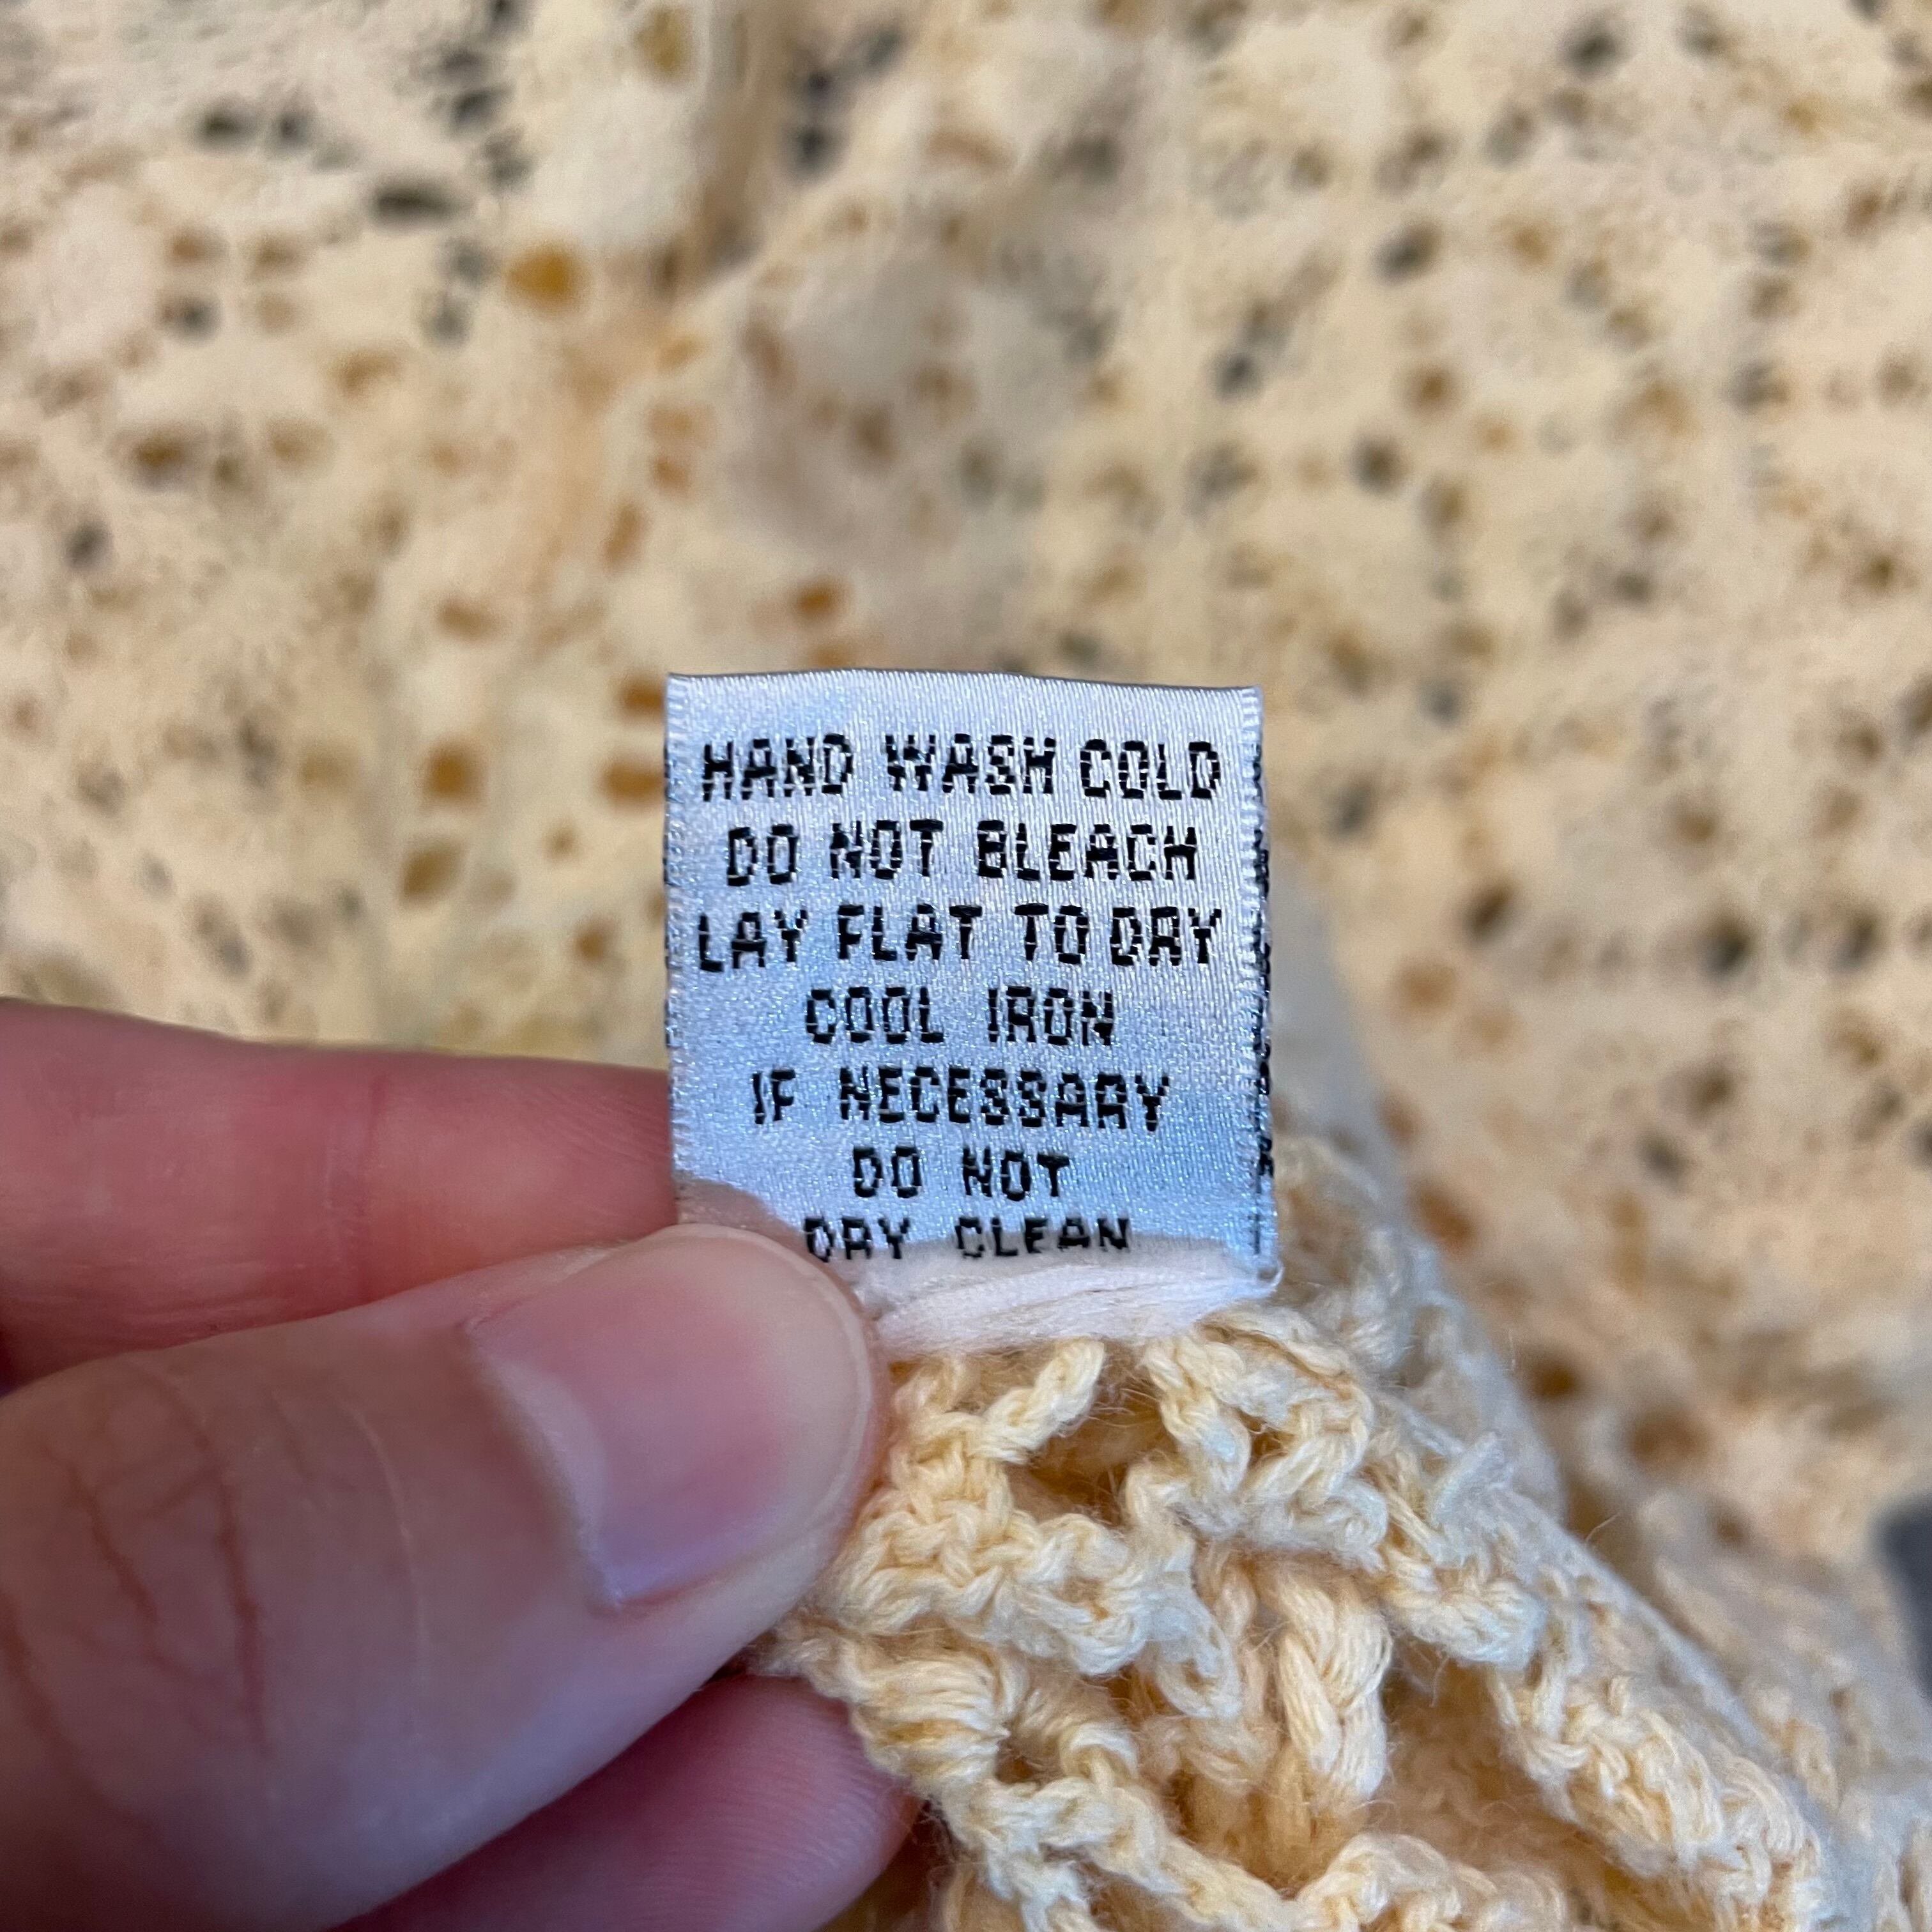 HAND WASH COLD
DO NOT BLEACH
LAY FLAT TO DRY
COOL IRON
IF NECESSARY
DO NOT
DRY CLEAN